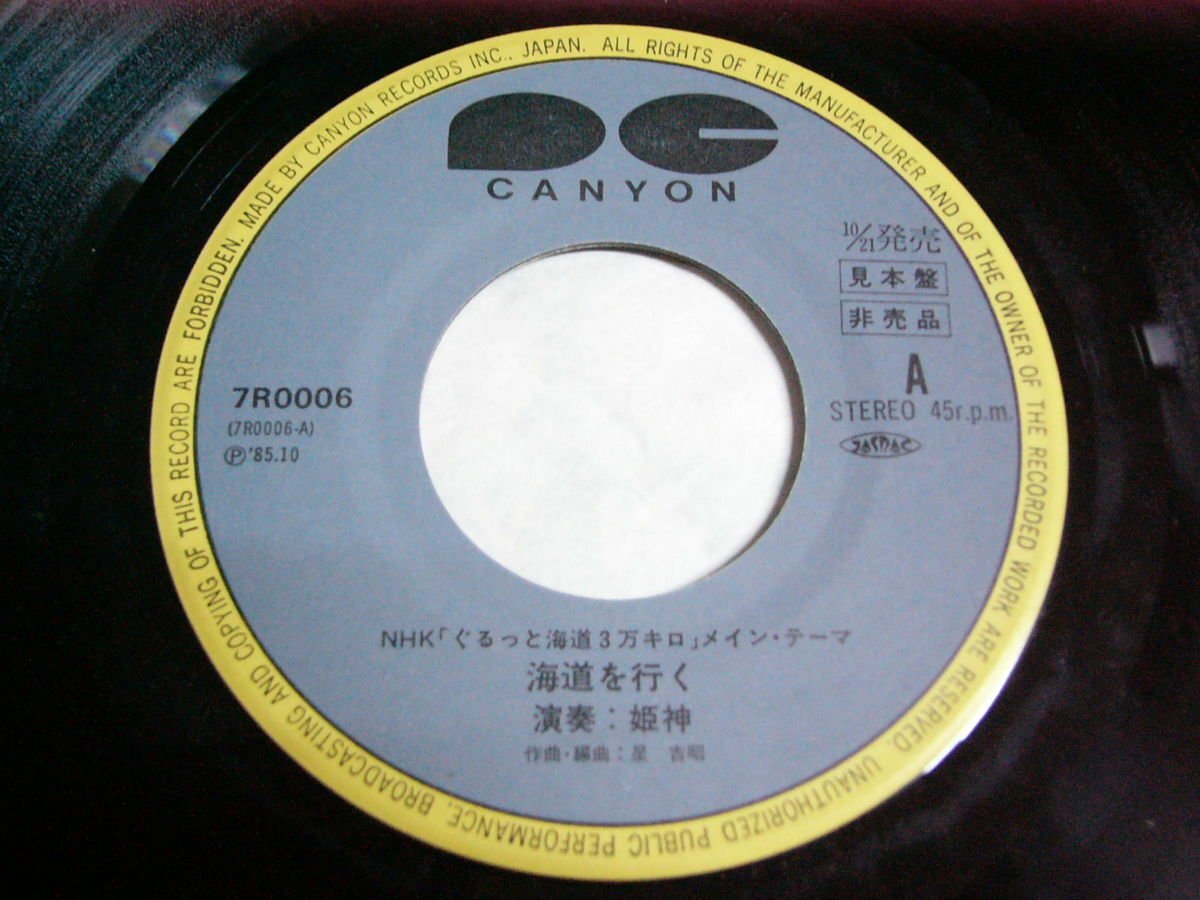 MADE BY CANYON RECORDS INC., JAPAN. ALL RIGHTS OF THE MANUFACTURER AND OF THE OWNER OF THE RECORDED WORK ARE RESERVED. UNAUTHORIZED PUBLIC PERFORMANCE, BROADCASTING AND COPYING OF THIS RECORD ARE FORBIDDEN.
CANYON
10/21発売
見本盤
非売品
A
STEREO 45r.p.m.
JASRAC
7R0006
(7R0006-A)
Ⓟ'85.10
NHK「ぐるっと海道3万キロ」メイン・テーマ
海道を行く
演奏:姫神
作曲・編曲:星 吉昭